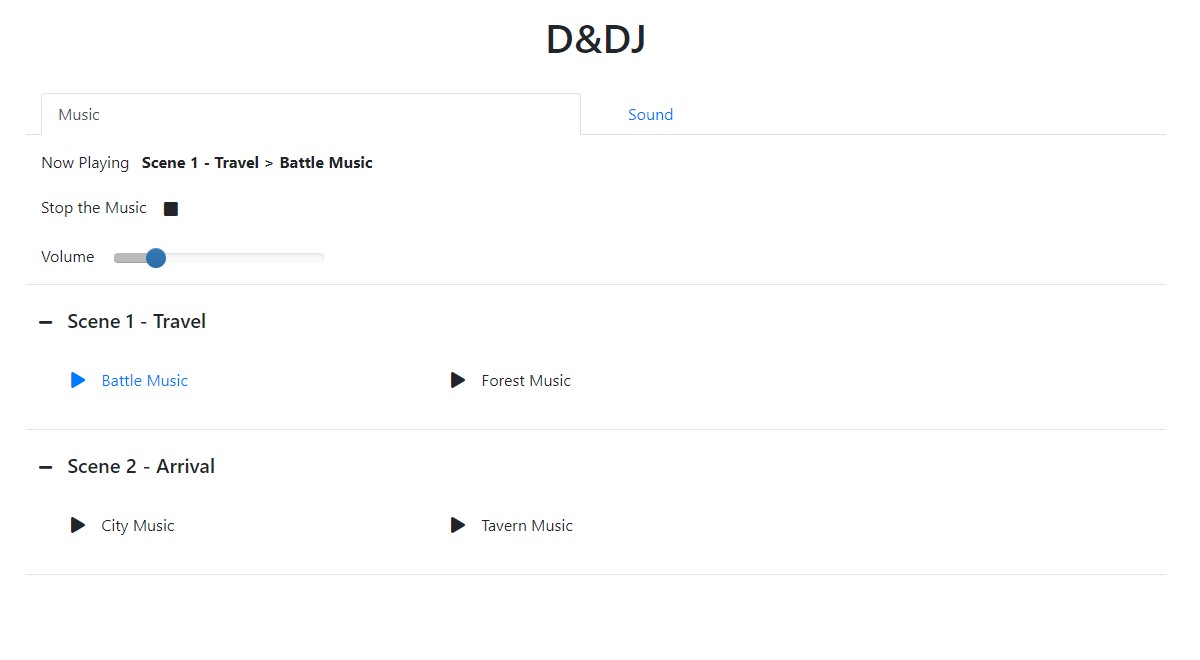 D&DJ
Music Sound
Now Playing Scene 1 - Travel > Battle Music
Stop the Music
Volume
Scene 1 - Travel
Battle Music Forest Music
Scene 2 - Arrival
City Music Tavern Music